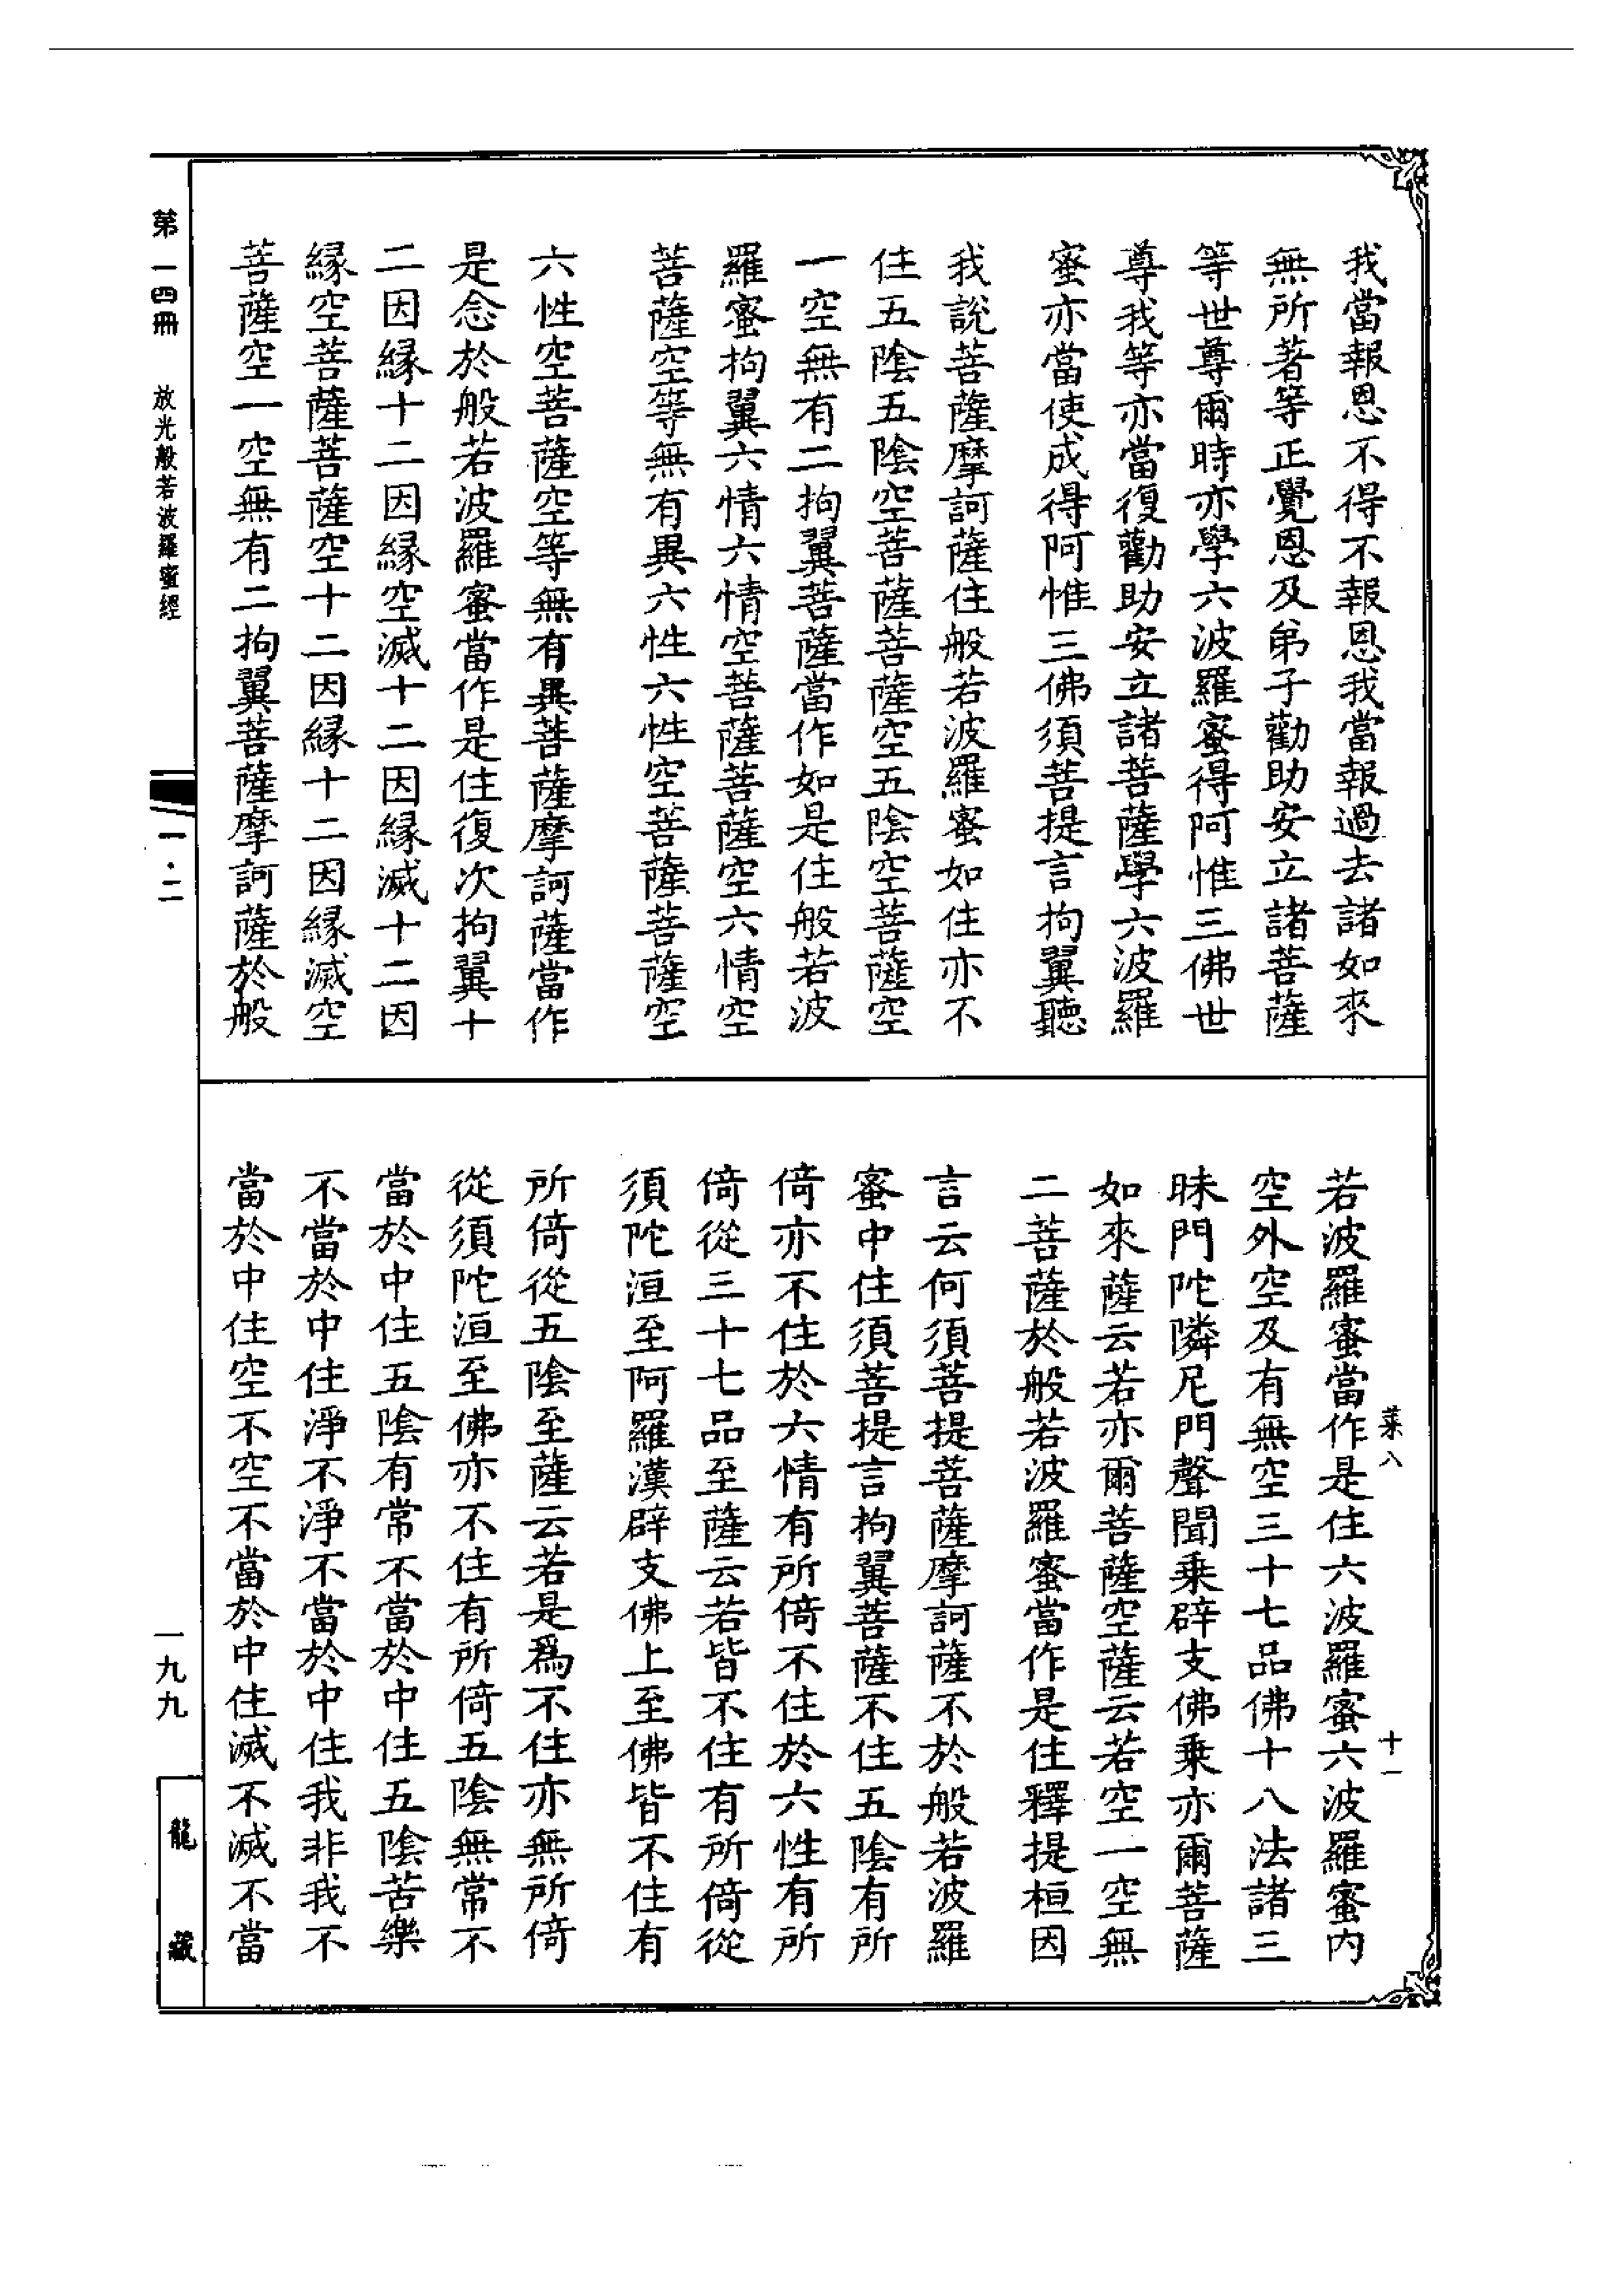 我當報恩不得不報恩我當報過去諸如來
無所著等正覺恩及弟子勸助安立諸菩薩
等世尊爾時亦學六波羅蜜得阿惟三佛世
尊我等亦當復勸助安立諸菩薩學六波羅
蜜亦當使成得阿惟三佛須菩提言拘翼聽
我說菩薩摩訶薩住般若波羅蜜如住亦不
住五陰五陰空菩薩菩薩空五陰空菩薩空
一空無有二拘翼菩薩當作如是住般若波
羅蜜拘翼六情六情空菩薩菩薩空六情空
菩薩空等無有異六性六性空菩薩菩薩空
六性空菩薩空等無有異菩薩摩訶薩當作
是念於般若波羅蜜當作是住復次拘翼十
二因緣十二因緣空滅十二因緣滅十二因
緣空菩薩菩薩空十二因緣十二因緣滅空
菩薩空一空無有二拘翼菩薩摩訶薩於般
若波羅蜜當作是住六波羅蜜六波羅蜜內
空外空及有無空三十七品佛十八法諸三
昧門陀隣尼門聲聞乗辟支佛乗亦爾菩薩
如來薩云若亦爾菩薩空薩云若空一空無
二菩薩於般若波羅蜜當作是住釋提桓因
言云何須菩提菩薩摩訶薩不於般若波羅
蜜中住須菩提言拘翼菩薩不住五陰有所
倚亦不住於六情有所倚不住於六性有所
倚從三十七品至薩云若皆不住有所倚從
須陀洹至阿羅漢辟支佛上至佛皆不住有
所倚從五陰至薩云若是爲不住亦無所倚
從須陀洹至佛亦不住有所倚五陰無常不
當於中住五陰有常不當於中住五陰苦樂
不當於中住淨不淨不當於中住我非我不
當於中住空不空不當於中住滅不滅不當
菜八
十一
第一四冊
放光般若波羅蜜經
一·二
一九九
龍藏